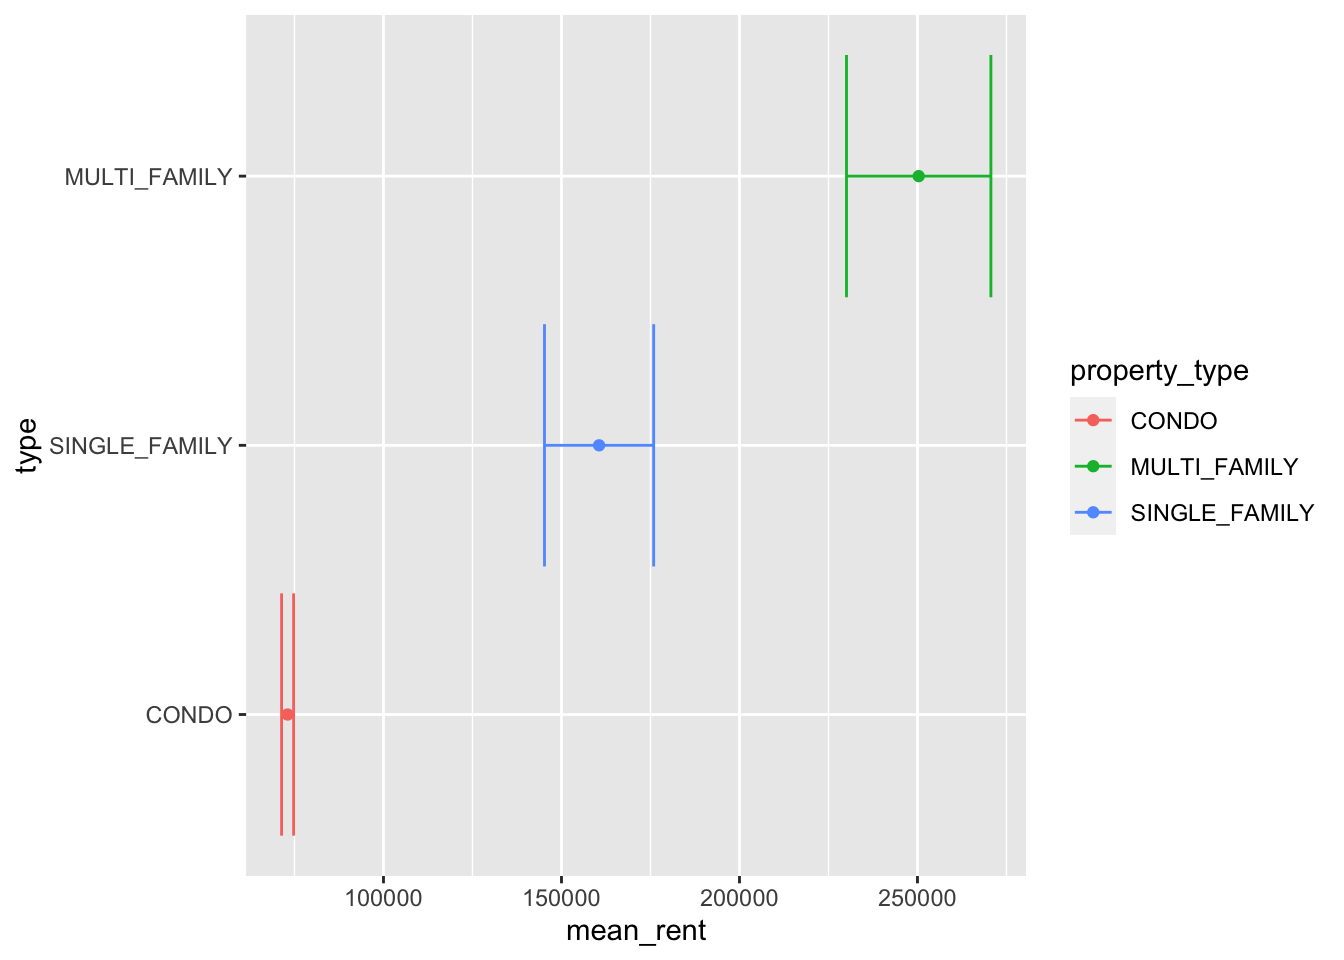 MULTI_FAMILY
SINGLE_FAMILY
CONDO
type
100000
150000
200000
250000
mean_rent
property_type
CONDO
MULTI_FAMILY
SINGLE_FAMILY